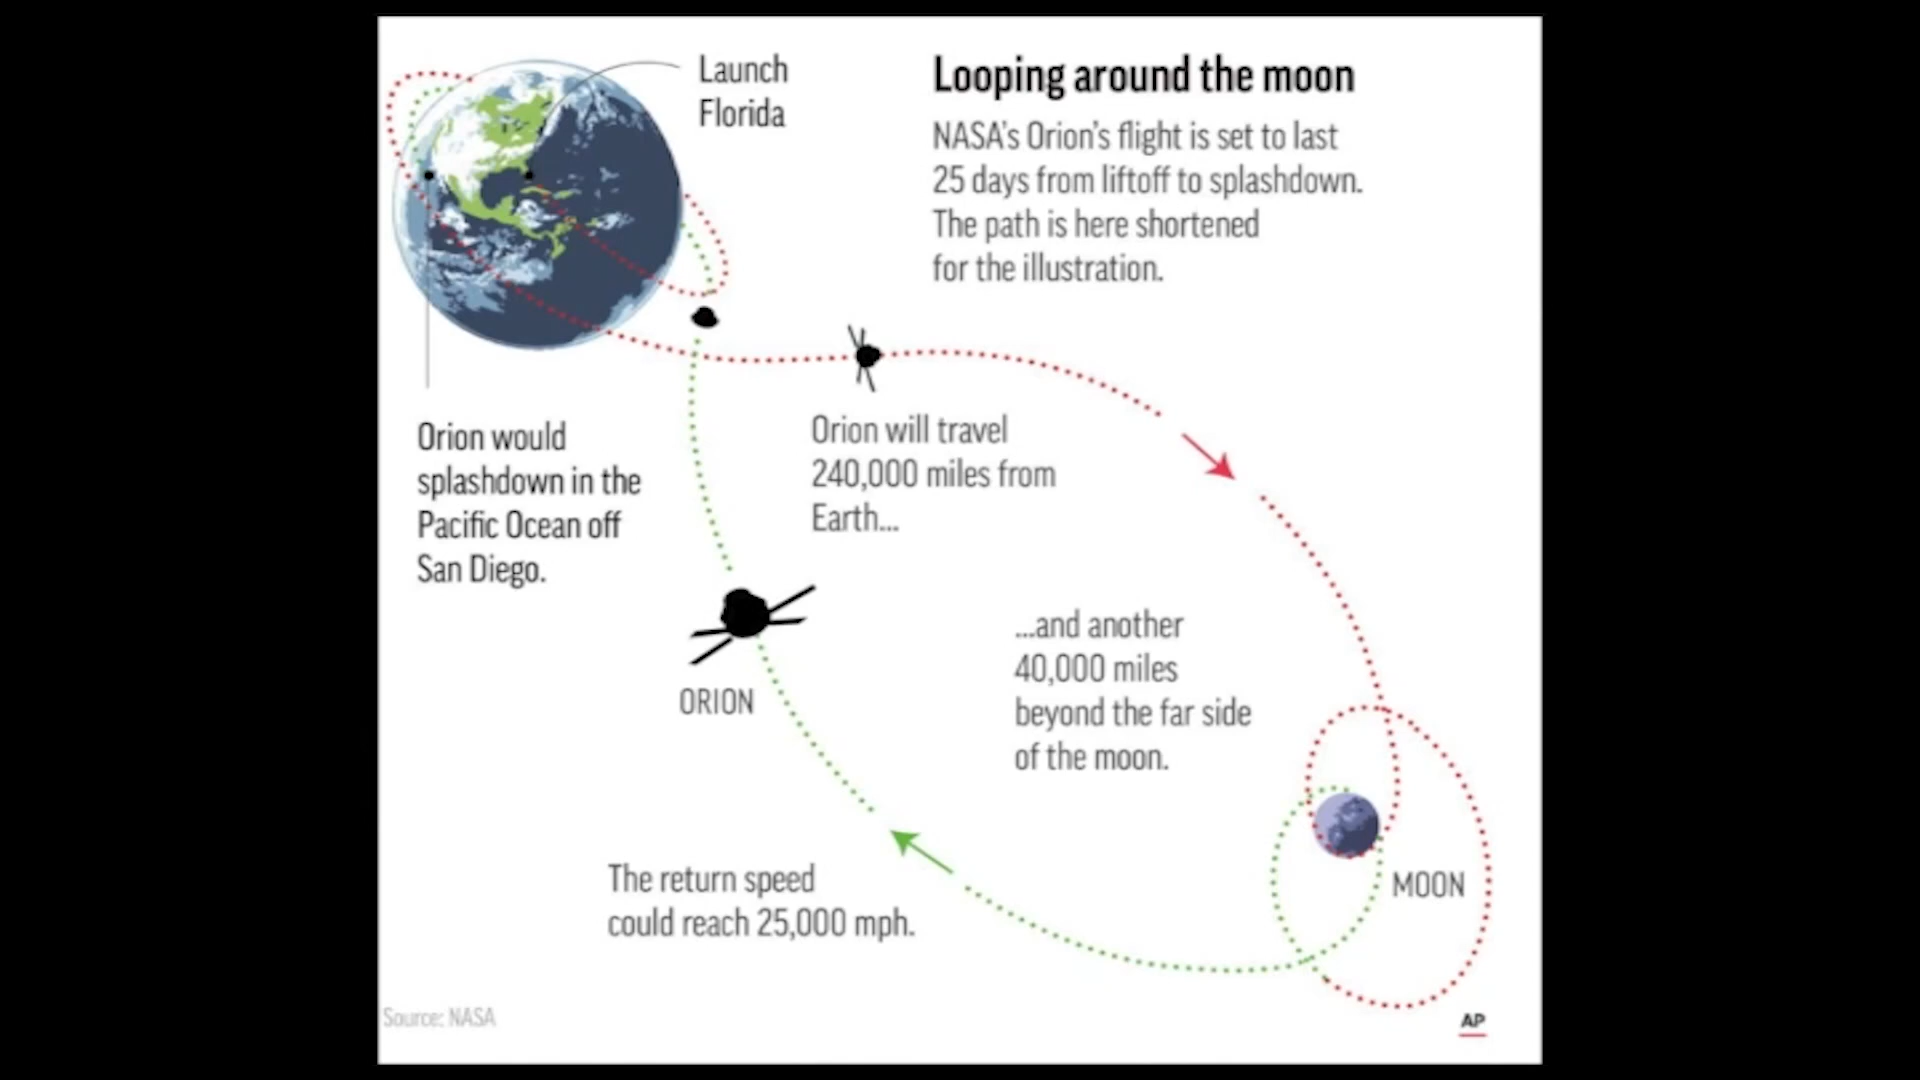 Looping around the moon
NASA's Orion's flight is set to last
25 days from liftoff to splashdown.
The path is here shortened
for the illustration.
Launch
Florida
Orion will travel
240,000 miles from
Earth...
Orion would
splashdown in the
Pacific Ocean off
San Diego.
...and another
40,000 miles
beyond the far side
of the moon.
ORION
MOON
The return speed
could reach 25,000 mph.
Source: NASA
AP